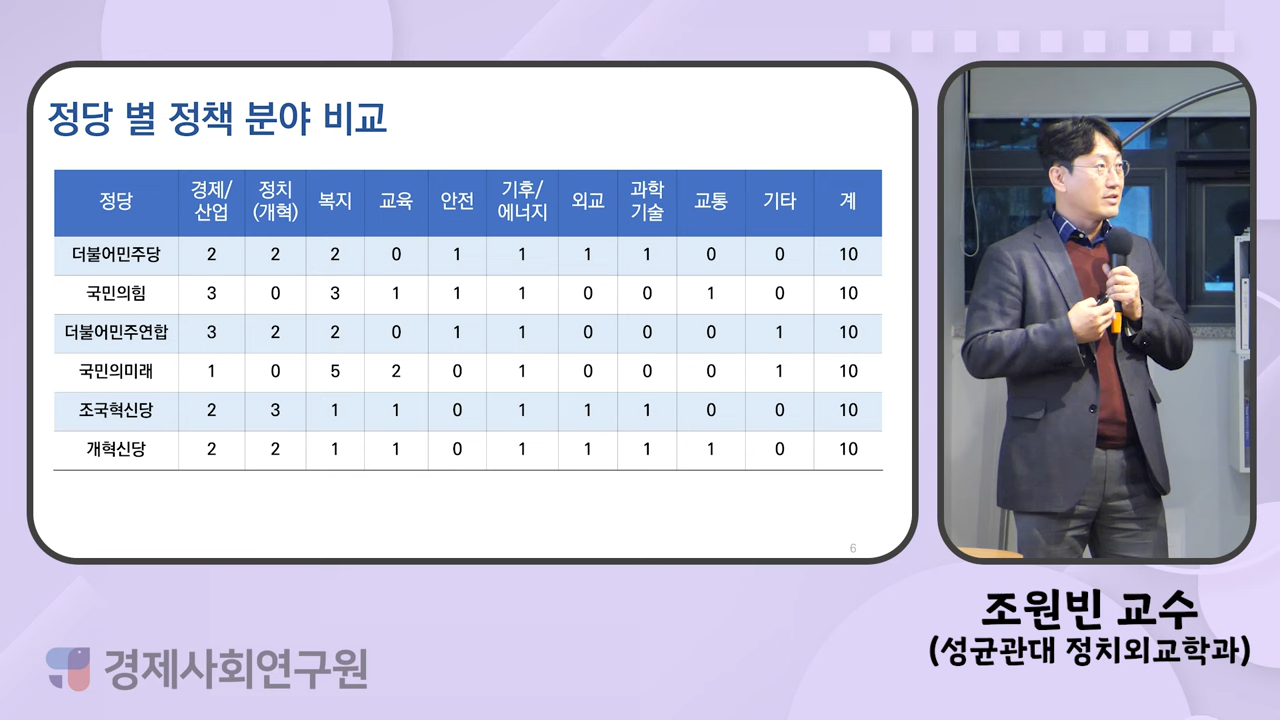 정당 별 정책 분야 비교
정당 경제/산업 정치(개혁) 복지 교육 안전 기후/에너지 외교 과학기술 교통 기타 계
더불어민주당 2 2 2 0 1 1 1 1 0 0 10
국민의힘 3 0 3 1 1 1 0 0 1 0 10
더불어민주연합 3 2 2 0 1 1 0 0 0 1 10
국민의미래 1 0 5 2 0 1 0 0 0 1 10
조국혁신당 2 3 1 1 0 1 1 1 0 0 10
개혁신당 2 2 1 1 0 1 1 1 1 0 10
6
조원빈 교수
(성균관대 정치외교학과)
경제사회연구원